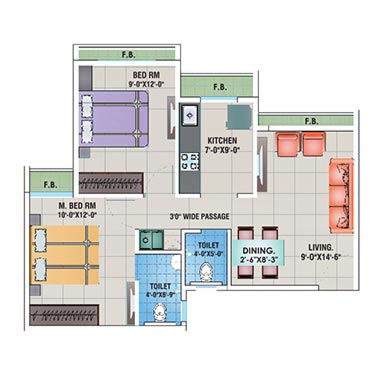 F.B.
BED RM
9'-0"X12'-0"
F.B.
KITCHEN
7'-0"X9'-0"
F.B.
F.B.
M. BED RM
10'-0"X12'-0"
3'0" WIDE PASSAGE
TOILET
4'-0"X5'-0"
DINING.
2'-6"X8'-3"
LIVING.
9'-0"X14'-6"
TOILET
4'-0"X8'-9"